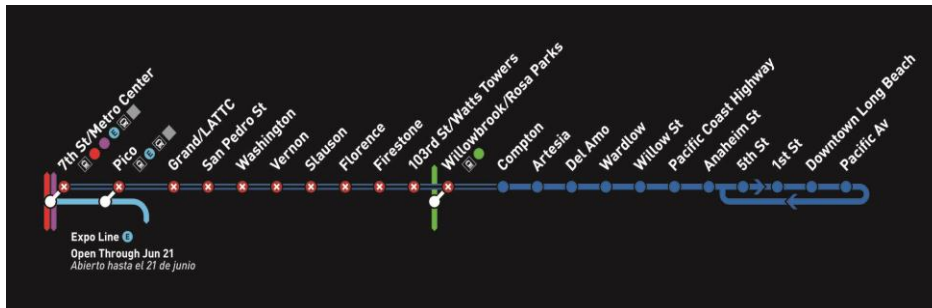 7th St/Metro Center
E
Pico
E
Grand/LATTC
San Pedro St
Washington
Vernon
Slauson
Florence
Firestone
103rd St/Watts Towers
Willowbrook/Rosa Parks
Compton
Artesia
Del Amo
Wardlow
Willow St
Pacific Coast Highway
Anaheim St
5th St
1st St
Downtown Long Beach
Pacific Av
Expo Line E
Open Through Jun 21
Abierto hasta el 21 de junio